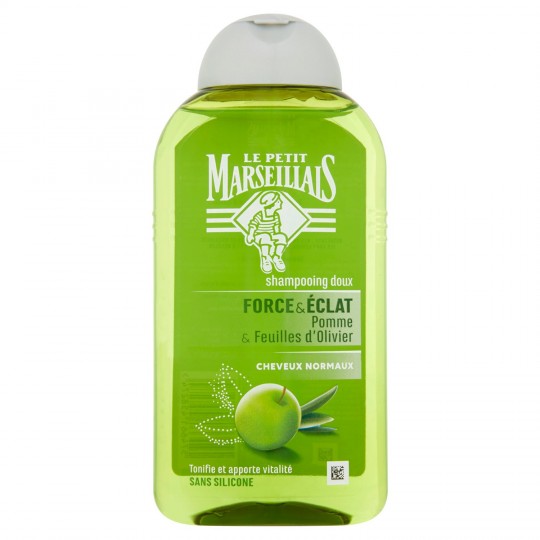 LE PETIT
MARSEILLAIS
shampooing doux
FORCE & ÉCLAT
Pomme
& Feuilles d'Olivier
CHEVEUX NORMAUX
Tonifie et apporte vitalité
SANS SILICONE